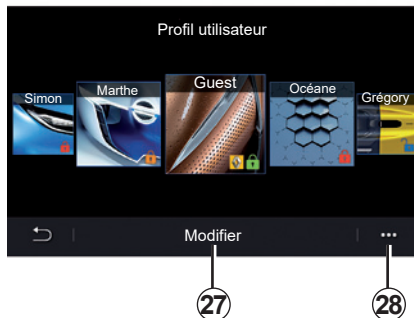 Profil utilisateur
Simon
Marthe
Guest
Océane
Grégory
Modifier
27
28